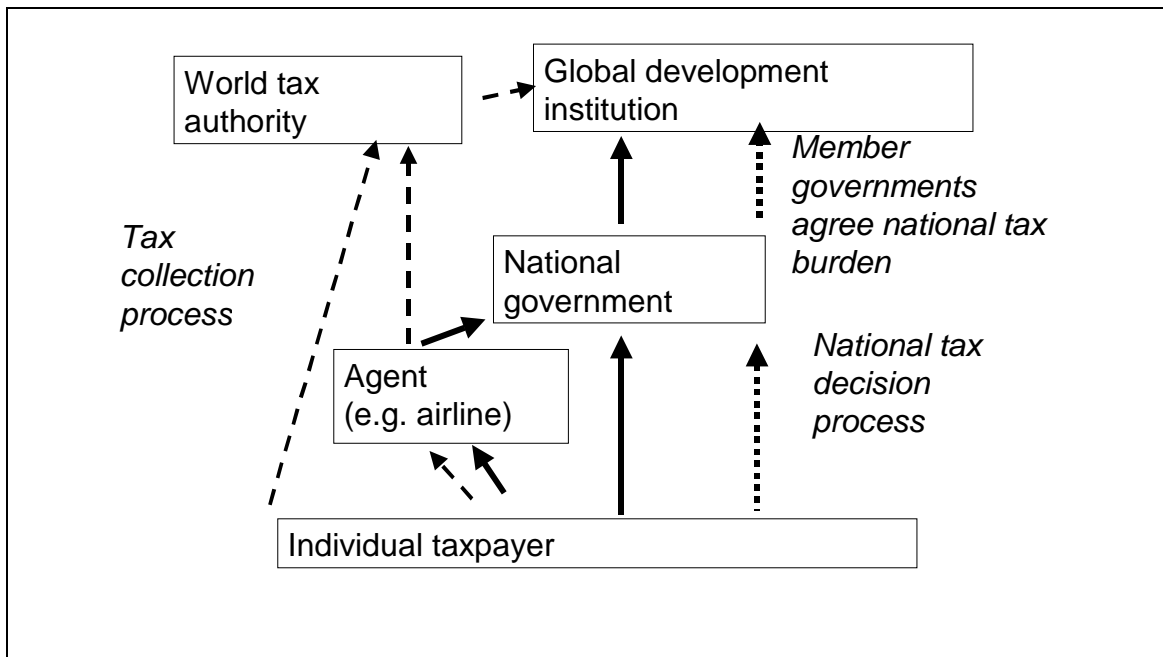 World tax
authority
Global development
institution
Member
governments
agree national tax
burden
Tax
collection
process
National
government
National tax
decision
process
Agent
(e.g. airline)
Individual taxpayer